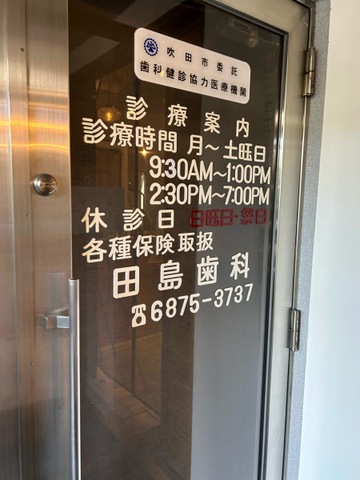 吹田市委託
歯科健診協力医療機関
診療案内
診療時間 月～土曜日
9:30AM～1:00PM
2:30PM～7:00PM
休診日 日曜日・祭日
各種保険取扱
田島歯科
☎6875-3737